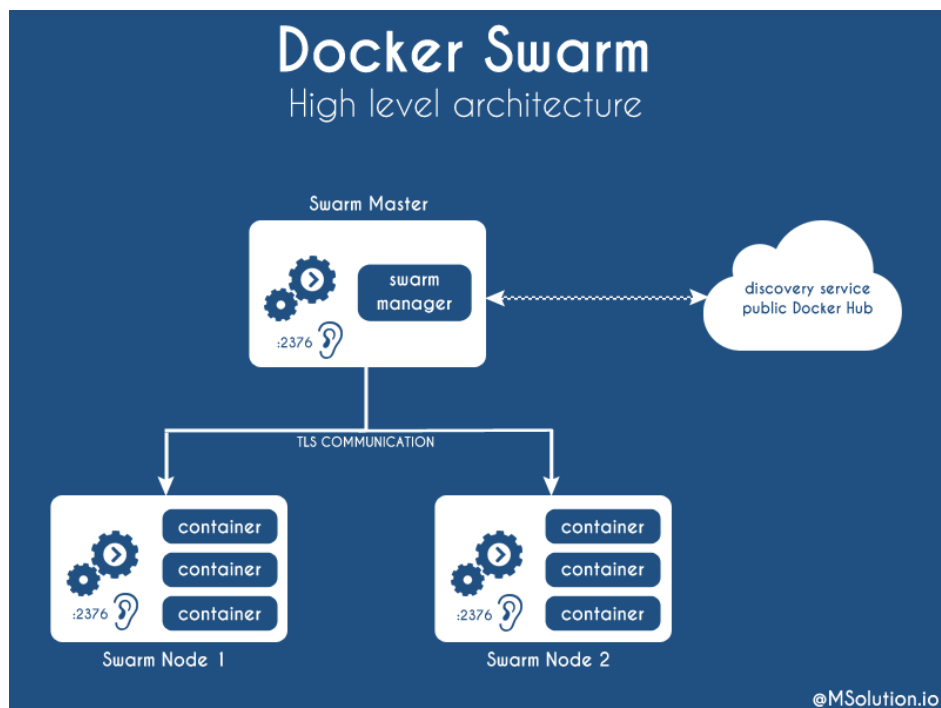 Docker Swarm
High level architecture
Swarm Master
swarm
manager
:2376
discovery service
public Docker Hub
TLS COMMUNICATION
container
container
container
:2376
Swarm Node 1
container
container
container
:2376
Swarm Node 2
@MSolution.io